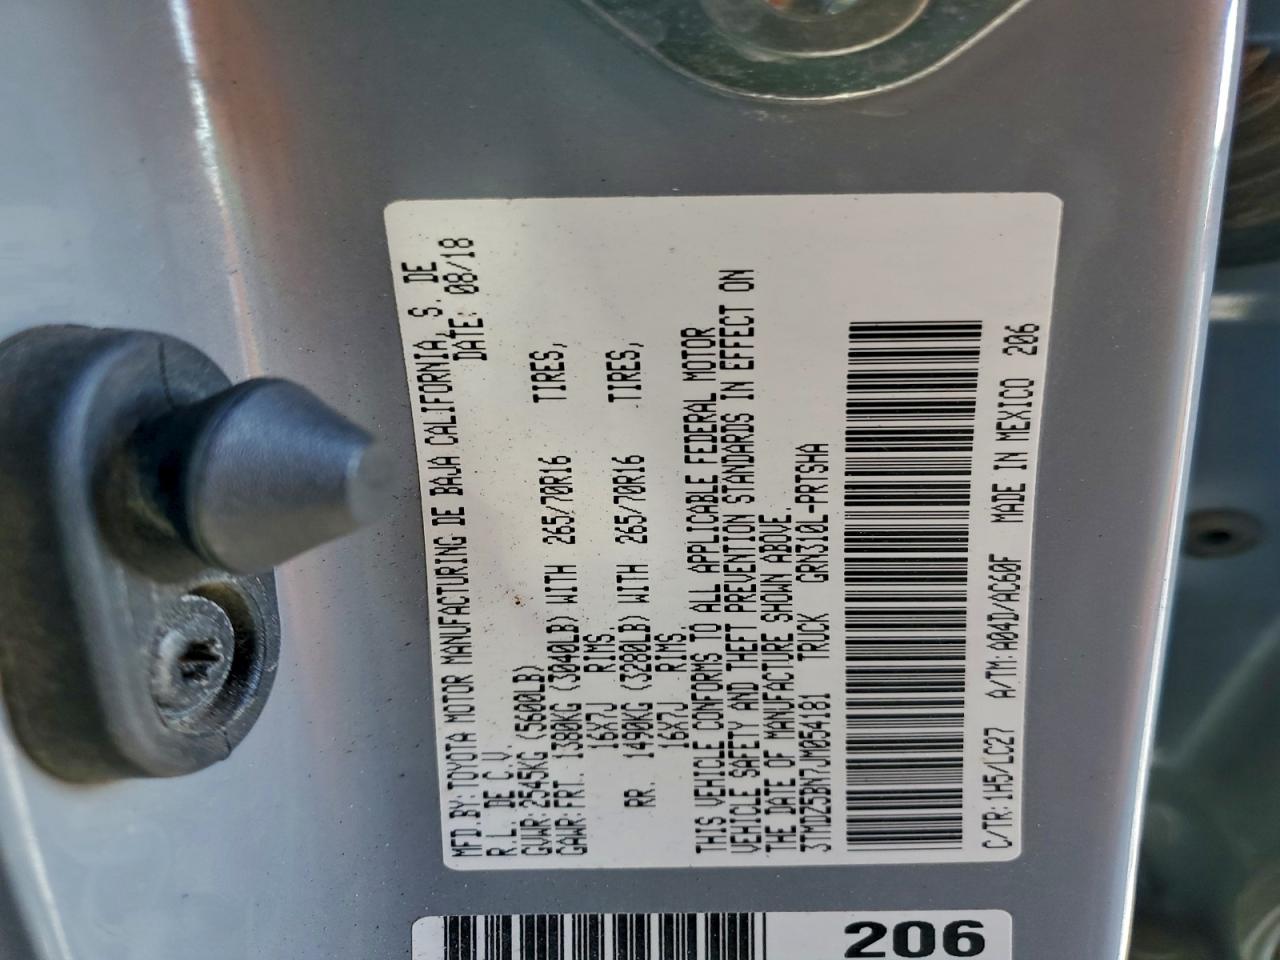 MFD.BY:TOYOTA MOTOR MANUFACTURING DE BAJA CALIFORNIA, S. DE
R.L. DE C.V. DATE: 08/18
GVWR:2545KG (5600LB)
GAWR:FRT. 1380KG (3040LB) WITH 265/70R16 TIRES,
16X7J RIMS.
RR. 1490KG (3280LB) WITH 265/70R16 TIRES,
16X7J RIMS.
THIS VEHICLE CONFORMS TO ALL APPLICABLE FEDERAL MOTOR
VEHICLE SAFETY AND THEFT PREVENTION STANDARDS IN EFFECT ON
THE DATE OF MANUFACTURE SHOWN ABOVE.
3TMDZ5BN7JM054181 TRUCK GRN310L-PRTSHA
C/TR:1H5/LC27 A/TM:A04D/AC60F MADE IN MEXICO 206
206